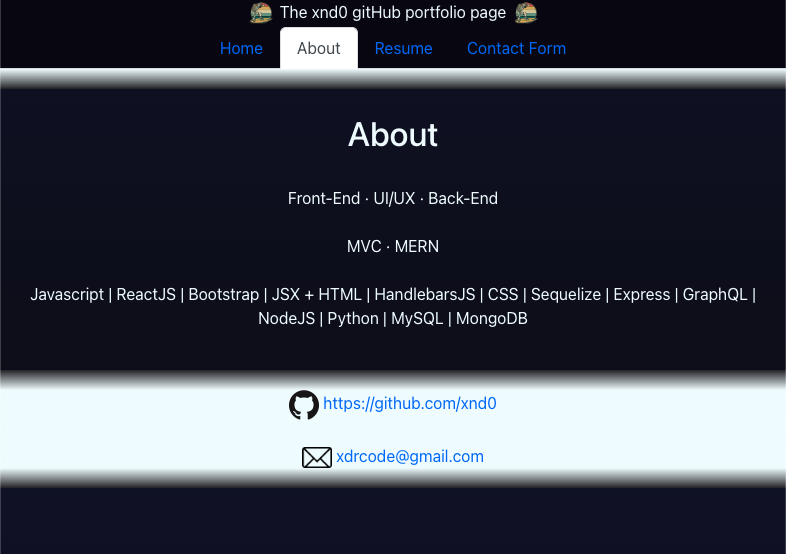 The xnd0 gitHub portfolio page
Home About Resume Contact Form
About
Front-End · UI/UX · Back-End
MVC · MERN
Javascript | ReactJS | Bootstrap | JSX + HTML | HandlebarsJS | CSS | Sequelize | Express | GraphQL |
NodeJS | Python | MySQL | MongoDB
https://github.com/xnd0
xdrcode@gmail.com